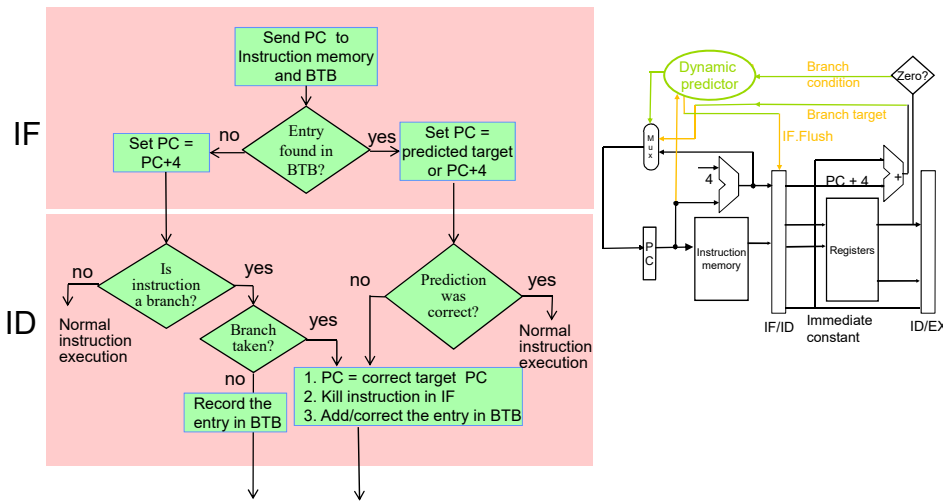 IF
Send PC to
Instruction memory
and BTB
no
Entry
found in
BTB?
yes
Set PC =
PC+4
Set PC =
predicted target
or PC+4
ID
no
Is
instruction
a branch?
yes
Normal
instruction
execution
Branch
taken?
yes
no
Record the
entry in BTB
no
Prediction
was
correct?
yes
Normal
instruction
execution
1. PC = correct target PC
2. Kill instruction in IF
3. Add/correct the entry in BTB
Dynamic
predictor
Branch
condition
Zero?
Branch target
IF.Flush
Mux
4
PC + 4
+
PC
Instruction
memory
Registers
IF/ID
Immediate
constant
ID/EX